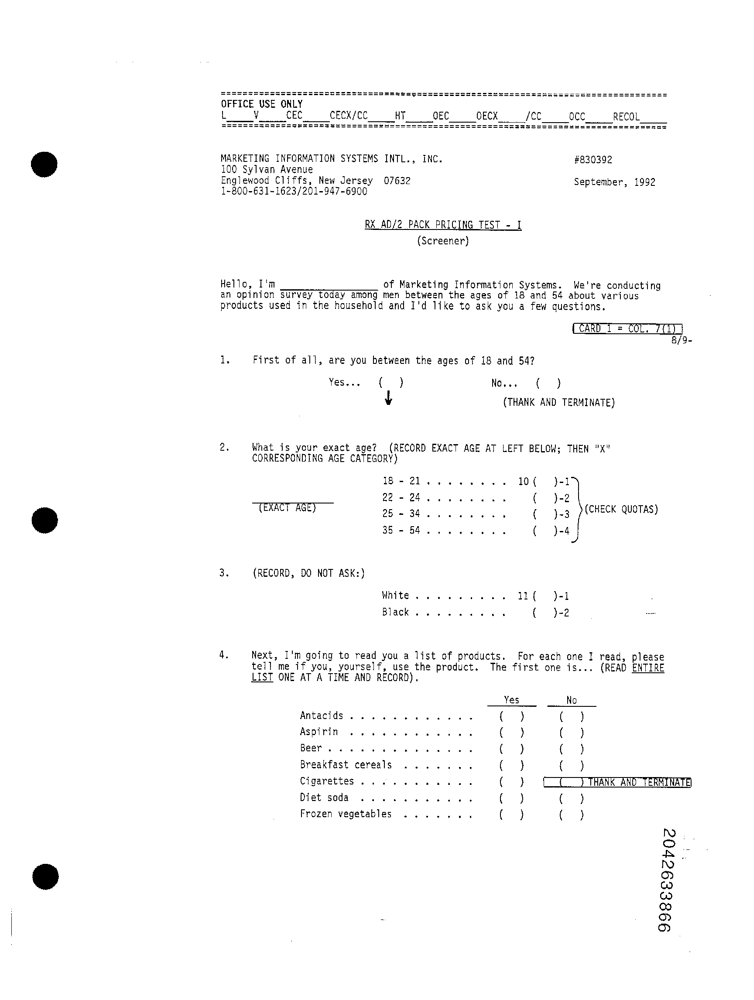 OFFICE USE ONLY
L____V____CEC____CECX/CC____HT____OEC____OECX____/CC____OCC____RECOL____
MARKETING INFORMATION SYSTEMS INTL., INC. #830392
100 Sylvan Avenue
Englewood Cliffs, New Jersey 07632 September, 1992
1-800-631-1623/201-947-6900
RX AD/2 PACK PRICING TEST - I
(Screener)
Hello, I'm ________________ of Marketing Information Systems. We're conducting
an opinion survey today among men between the ages of 18 and 54 about various
products used in the household and I'd like to ask you a few questions.
CARD 1 = COL. 7(1)
8/9-
1. First of all, are you between the ages of 18 and 54?
Yes... ( ) No... ( )
(THANK AND TERMINATE)
2. What is your exact age? (RECORD EXACT AGE AT LEFT BELOW; THEN "X"
CORRESPONDING AGE CATEGORY)
18 - 21 . . . . . . . . 10 ( )-1
22 - 24 . . . . . . . . ( )-2
(EXACT AGE) 25 - 34 . . . . . . . . ( )-3 (CHECK QUOTAS)
35 - 54 . . . . . . . . ( )-4
3. (RECORD, DO NOT ASK:)
White . . . . . . . . . 11 ( )-1
Black . . . . . . . . . ( )-2
4. Next, I'm going to read you a list of products. For each one I read, please
tell me if you, yourself, use the product. The first one is... (READ ENTIRE
LIST ONE AT A TIME AND RECORD).
Yes No
Antacids . . . . . . . . . . . . ( ) ( )
Aspirin . . . . . . . . . . . . ( ) ( )
Beer . . . . . . . . . . . . . . ( ) ( )
Breakfast cereals . . . . . . . ( ) ( )
Cigarettes . . . . . . . . . . . ( ) ( ) THANK AND TERMINATE
Diet soda . . . . . . . . . . . ( ) ( )
Frozen vegetables . . . . . . . ( ) ( )
2042633866